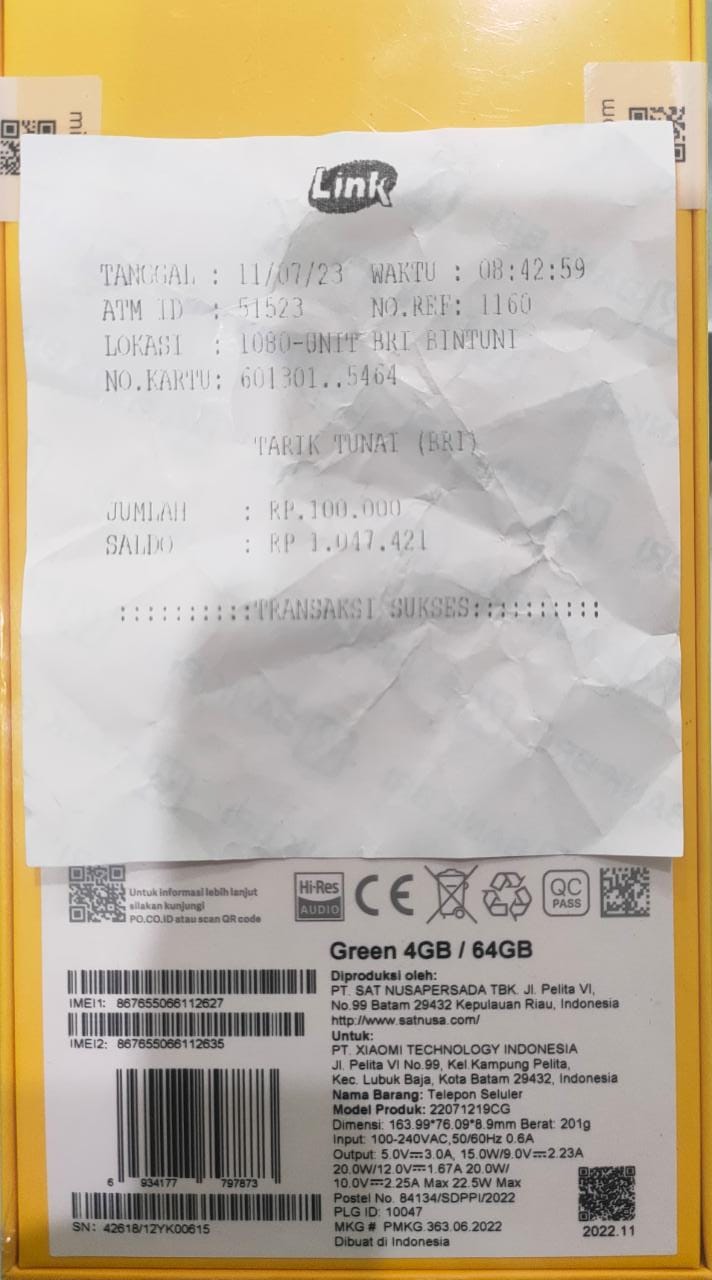 Link
TANGGAL : 11/07/23 WAKTU : 08:42:59
ATM ID : 51523 NO.REF: 1160
LOKASI : 1080-UNIT BRI BINTUNI
NO.KARTU: 601301..5464
TARIK TUNAI (BRI)
JUMLAH : RP.100.000
SALDO : RP 1.047.421
::::::::::TRANSAKSI SUKSES::::::::::
Untuk informasi lebih lanjut
silakan kunjungi
PO.CO.ID atau scan QR code
Hi-Res
AUDIO
CE
QC
PASS
Green 4GB / 64GB
IMEI1: 867655066112627
IMEI2: 867655066112635
6 934177 797873
SN: 42618/12YK00615
Diproduksi oleh:
PT. SAT NUSAPERSADA TBK. Jl. Pelita VI,
No.99 Batam 29432 Kepulauan Riau, Indonesia
http://www.satnusa.com/
Untuk:
PT. XIAOMI TECHNOLOGY INDONESIA
Jl. Pelita VI No.99, Kel Kampung Pelita,
Kec. Lubuk Baja, Kota Batam 29432, Indonesia
Nama Barang: Telepon Seluler
Model Produk: 22071219CG
Dimensi: 163.99*76.09*8.9mm Berat: 201g
Input: 100-240VAC,50/60Hz 0.6A
Output: 5.0V⎓3.0A, 15.0W/9.0V⎓2.23A
20.0W/12.0V⎓1.67A 20.0W/
10.0V⎓2.25A Max 22.5W Max
Postel No. 84134/SDPPI/2022
PLG ID: 10047
MKG # PMKG.363.06.2022
Dibuat di Indonesia
2022.11